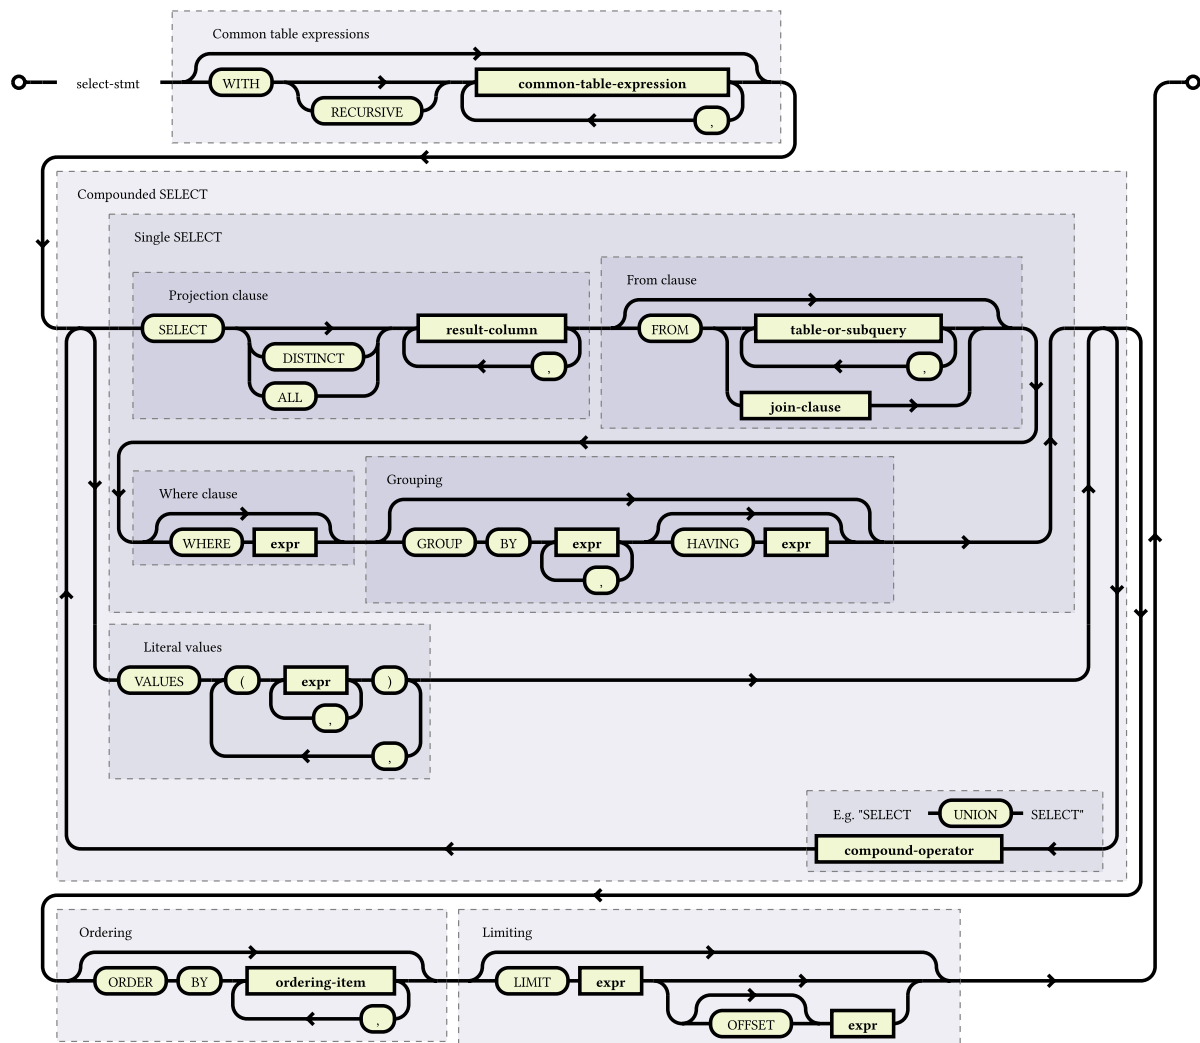 Common table expressions
select-stmt WITH common-table-expression
RECURSIVE ,
Compounded SELECT
Single SELECT
Projection clause From clause
SELECT result-column FROM table-or-subquery
DISTINCT , ,
ALL join-clause
Where clause Grouping
WHERE expr GROUP BY expr HAVING expr
,
Literal values
VALUES ( expr )
,
,
E.g. "SELECT UNION SELECT"
compound-operator
Ordering Limiting
ORDER BY ordering-item LIMIT expr
, OFFSET expr